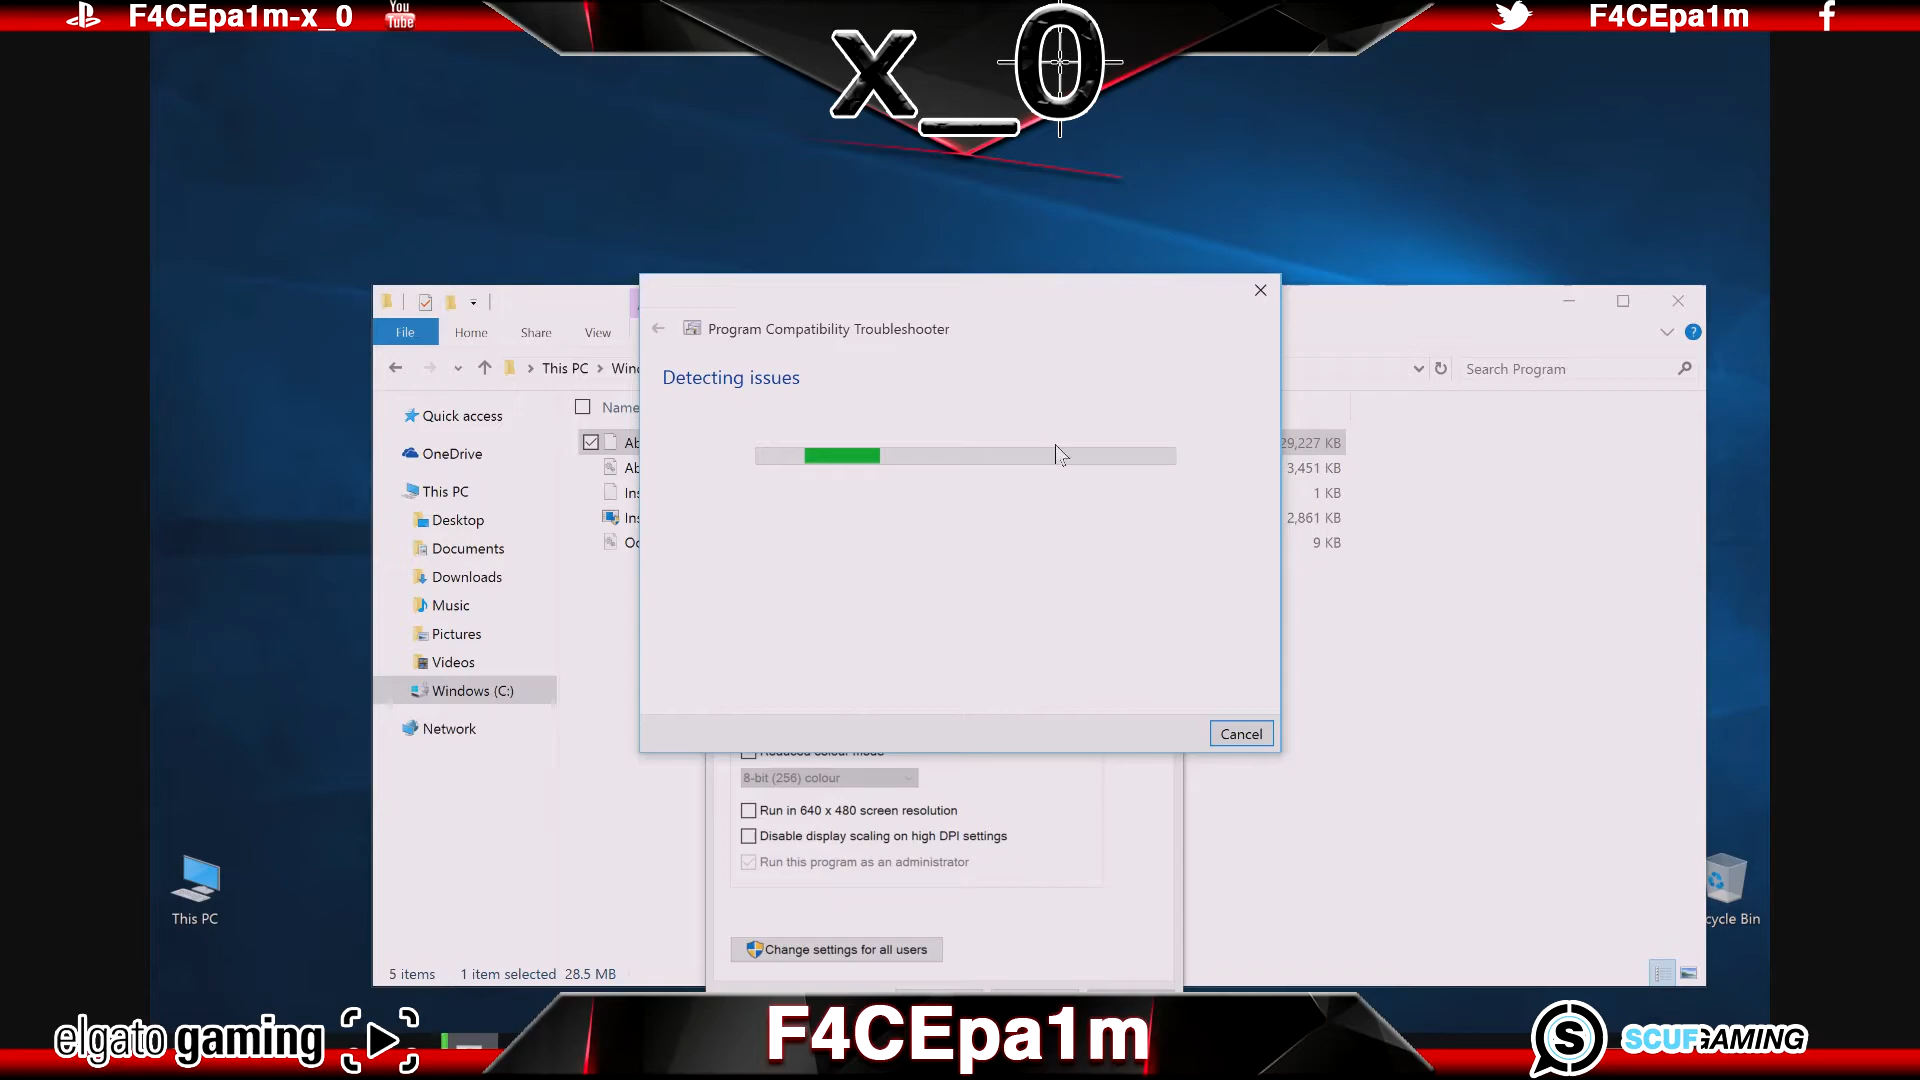 F4CEpa1m-x_0
You
Tube
x_0
F4CEpa1m
File
Home
Share
View
This PC
Search Program
Program Compatibility Troubleshooter
Detecting issues
Cancel
Quick access
OneDrive
This PC
Desktop
Documents
Downloads
Music
Pictures
Videos
Windows (C:)
Network
Name
29,227 KB
3,451 KB
1 KB
2,861 KB
9 KB
8-bit (256) colour
Run in 640 x 480 screen resolution
Disable display scaling on high DPI settings
Run this program as an administrator
Change settings for all users
5 items
1 item selected 28.5 MB
This PC
cycle Bin
elgato gaming
F4CEpa1m
S
SCUFGAMING